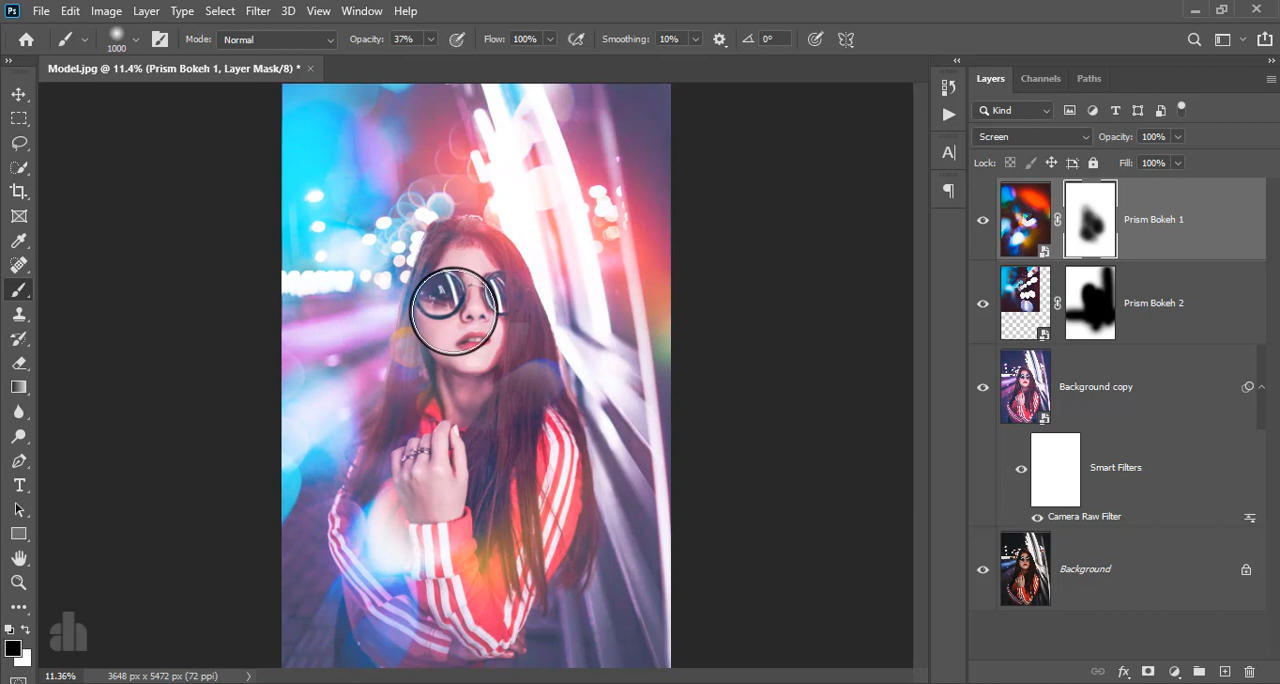 Ps File Edit Image Layer Type Select Filter 3D View Window Help
1000 Mode: Normal Opacity: 37% Flow: 100% Smoothing: 10% 0°
Model.jpg @ 11.4% (Prism Bokeh 1, Layer Mask/8) * ×
Layers Channels Paths
Kind
Screen Opacity: 100%
Lock: Fill: 100%
Prism Bokeh 1
Prism Bokeh 2
Background copy
Smart Filters
Camera Raw Filter
Background
ah
11.36% 3648 px x 5472 px (72 ppi)